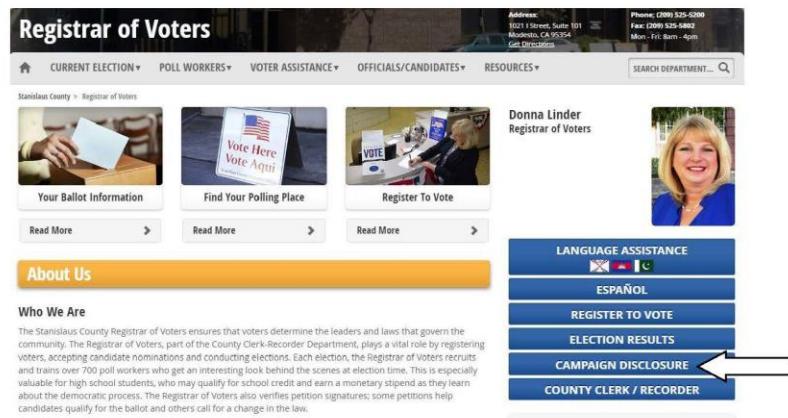 Registrar of Voters
Address:
1021 I Street, Suite 101
Modesto, CA 95354
Get Directions
Phone: (209) 525-5200
Fax: (209) 525-5802
Mon - Fri: 8am - 4pm
CURRENT ELECTION
POLL WORKERS
VOTER ASSISTANCE
OFFICIALS/CANDIDATES
RESOURCES
SEARCH DEPARTMENT...
Stanislaus County > Registrar of Voters
Vote Here
Vote Aqui
VOTE
Your Ballot Information
Find Your Polling Place
Register To Vote
Read More
Read More
Read More
Donna Linder
Registrar of Voters
About Us
Who We Are
The Stanislaus County Registrar of Voters ensures that voters determine the leaders and laws that govern the
community. The Registrar of Voters, part of the County Clerk-Recorder Department, plays a vital role by registering
voters, accepting candidate nominations and conducting elections. Each election, the Registrar of Voters recruits
and trains over 700 poll workers who get an interesting look behind the scenes at election time. This is especially
valuable for high school students, who may qualify for school credit and earn a monetary stipend as they learn
about the democratic process. The Registrar of Voters also verifies petition signatures; some petitions help
candidates qualify for the ballot and others call for a change in the law.
LANGUAGE ASSISTANCE
ESPAÑOL
REGISTER TO VOTE
ELECTION RESULTS
CAMPAIGN DISCLOSURE
COUNTY CLERK / RECORDER